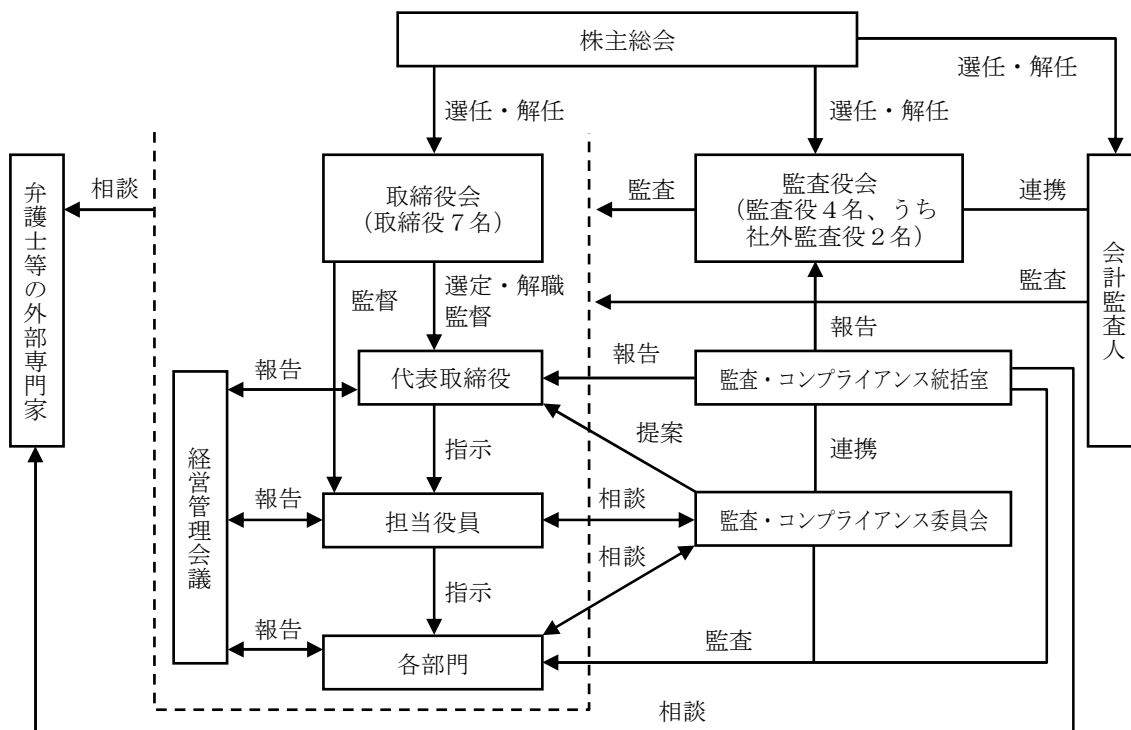 株主総会
選任・解任
選任・解任
選任・解任
弁護士等の外部専門家
相談
取締役会
（取締役７名）
監査
監査役会
（監査役４名、うち
社外監査役２名）
連携
会計監査人
監督
選定・解職
監督
監査
報告
報告
代表取締役
報告
監査・コンプライアンス統括室
経営管理会議
指示
提案
連携
報告
担当役員
相談
監査・コンプライアンス委員会
指示
相談
報告
各部門
監査
相談